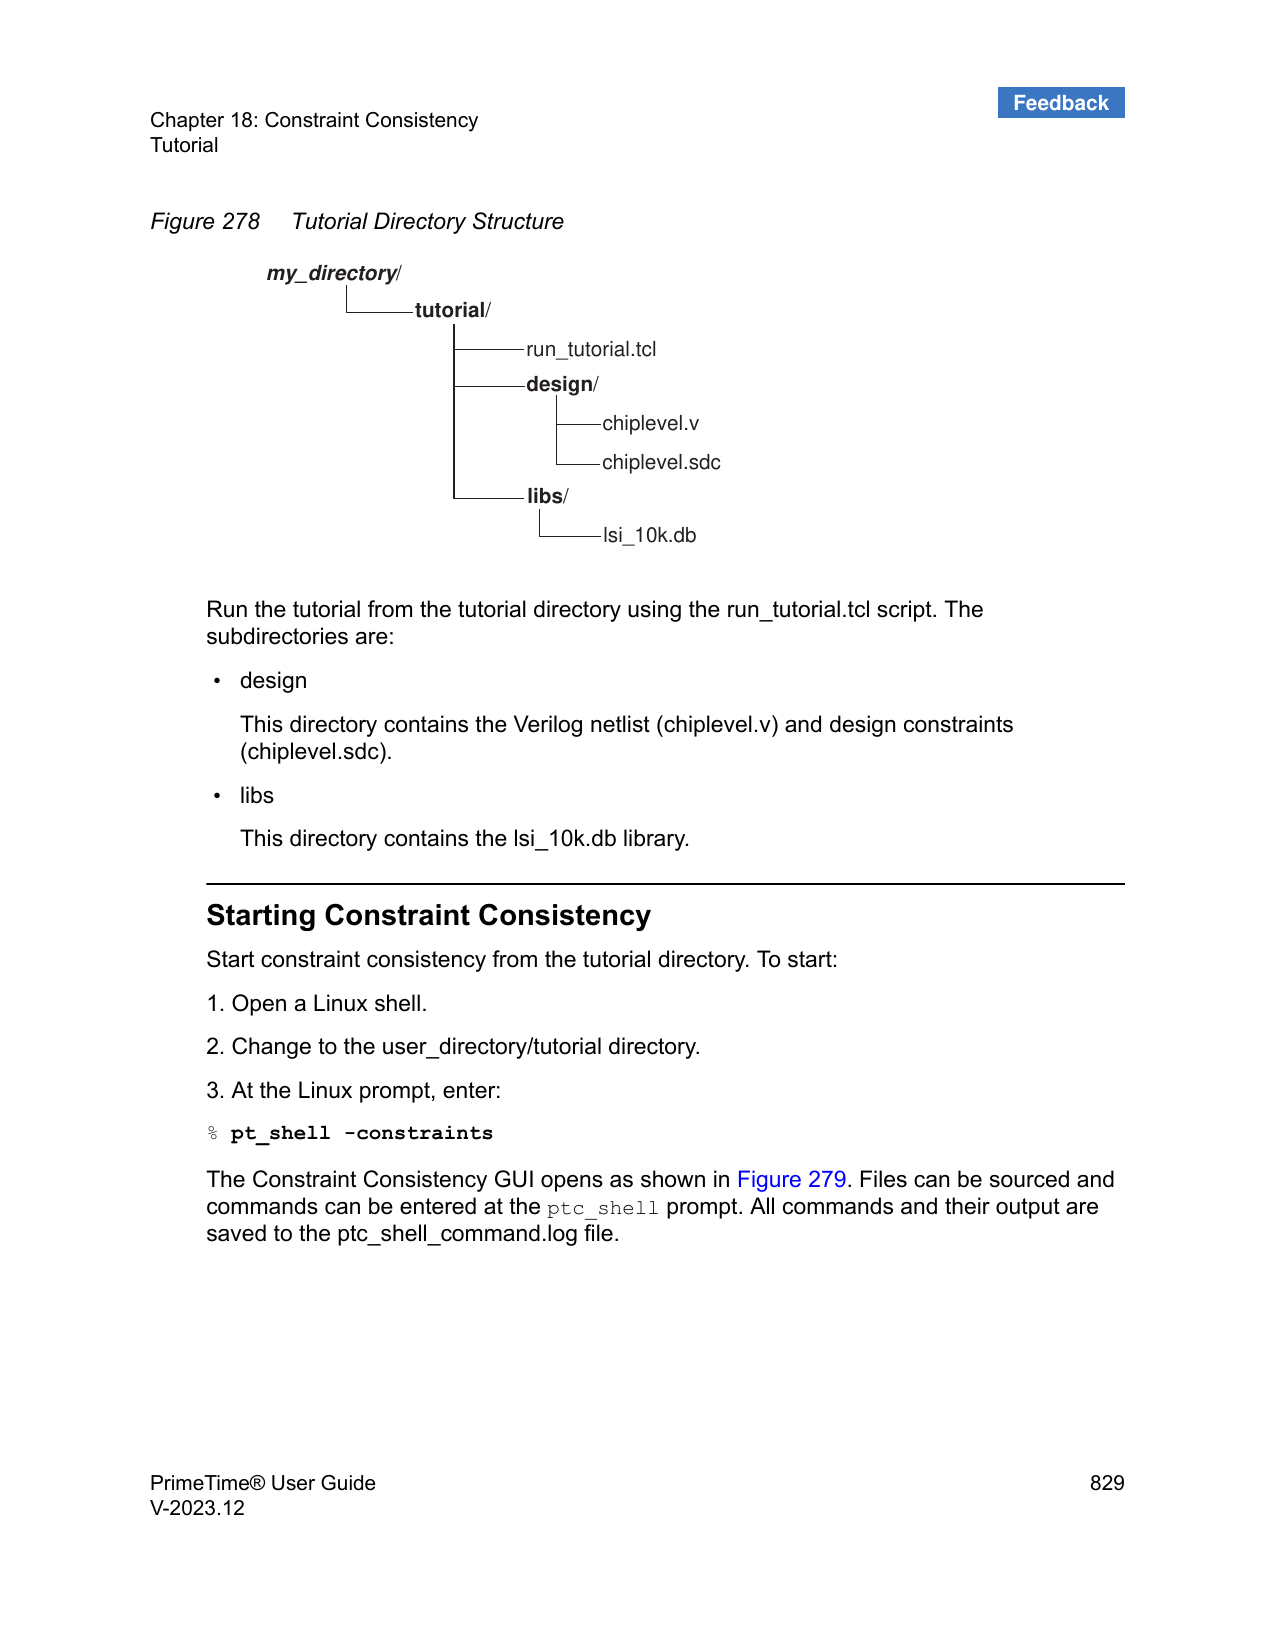 Feedback
Chapter 18: Constraint Consistency
Tutorial
Figure 278 Tutorial Directory Structure
my_directory/
tutorial/
run_tutorial.tcl
design/
chiplevel.v
chiplevel.sdc
libs/
lsi_10k.db
Run the tutorial from the tutorial directory using the run_tutorial.tcl script. The
subdirectories are:
• design
This directory contains the Verilog netlist (chiplevel.v) and design constraints
(chiplevel.sdc).
• libs
This directory contains the lsi_10k.db library.
Starting Constraint Consistency
Start constraint consistency from the tutorial directory. To start:
1. Open a Linux shell.
2. Change to the user_directory/tutorial directory.
3. At the Linux prompt, enter:
% pt_shell -constraints
The Constraint Consistency GUI opens as shown in Figure 279. Files can be sourced and
commands can be entered at the ptc_shell prompt. All commands and their output are
saved to the ptc_shell_command.log file.
PrimeTime® User Guide 829
V-2023.12